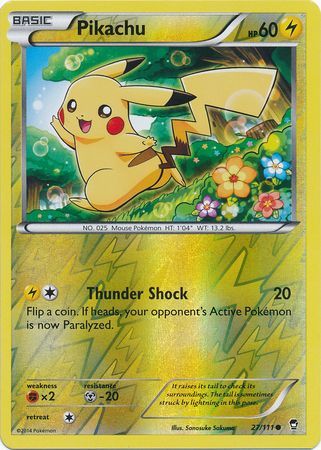 BASIC
Pikachu HP60
NO. 025 Mouse Pokémon HT: 1'04" WT: 13.2 lbs.
Thunder Shock 20
Flip a coin. If heads, your opponent's Active Pokémon
is now Paralyzed.
weakness resistance
×2 -20
It raises its tail to check its
surroundings. The tail is sometimes
struck by lightning in this pose.
retreat
©2014 Pokémon Illus. Sanosuke Sakuma 27/111